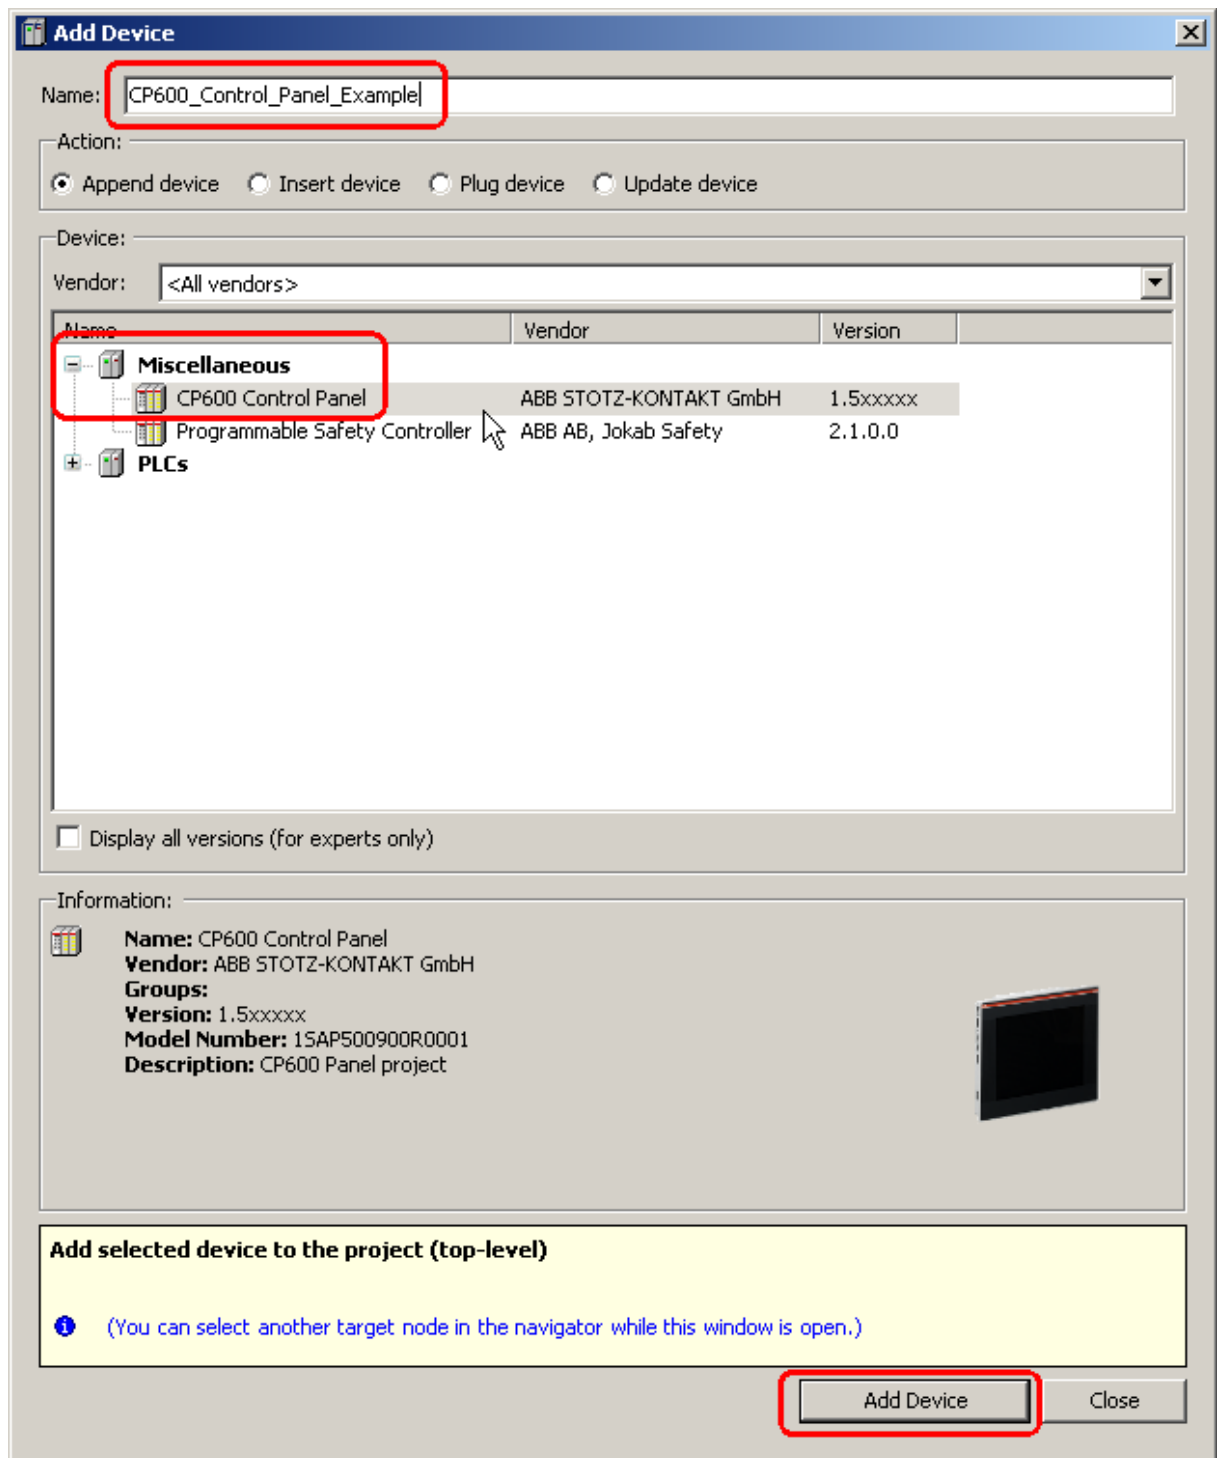 Add Device
Name: CP600_Control_Panel_Example
Action:
Append device Insert device Plug device Update device
Device:
Vendor: <All vendors>
Name Vendor Version
Miscellaneous
CP600 Control Panel ABB STOTZ-KONTAKT GmbH 1.5xxxxx
Programmable Safety Controller ABB AB, Jokab Safety 2.1.0.0
PLCs
Display all versions (for experts only)
Information:
Name: CP600 Control Panel
Vendor: ABB STOTZ-KONTAKT GmbH
Groups:
Version: 1.5xxxxx
Model Number: 1SAP500900R0001
Description: CP600 Panel project
Add selected device to the project (top-level)
(You can select another target node in the navigator while this window is open.)
Add Device Close